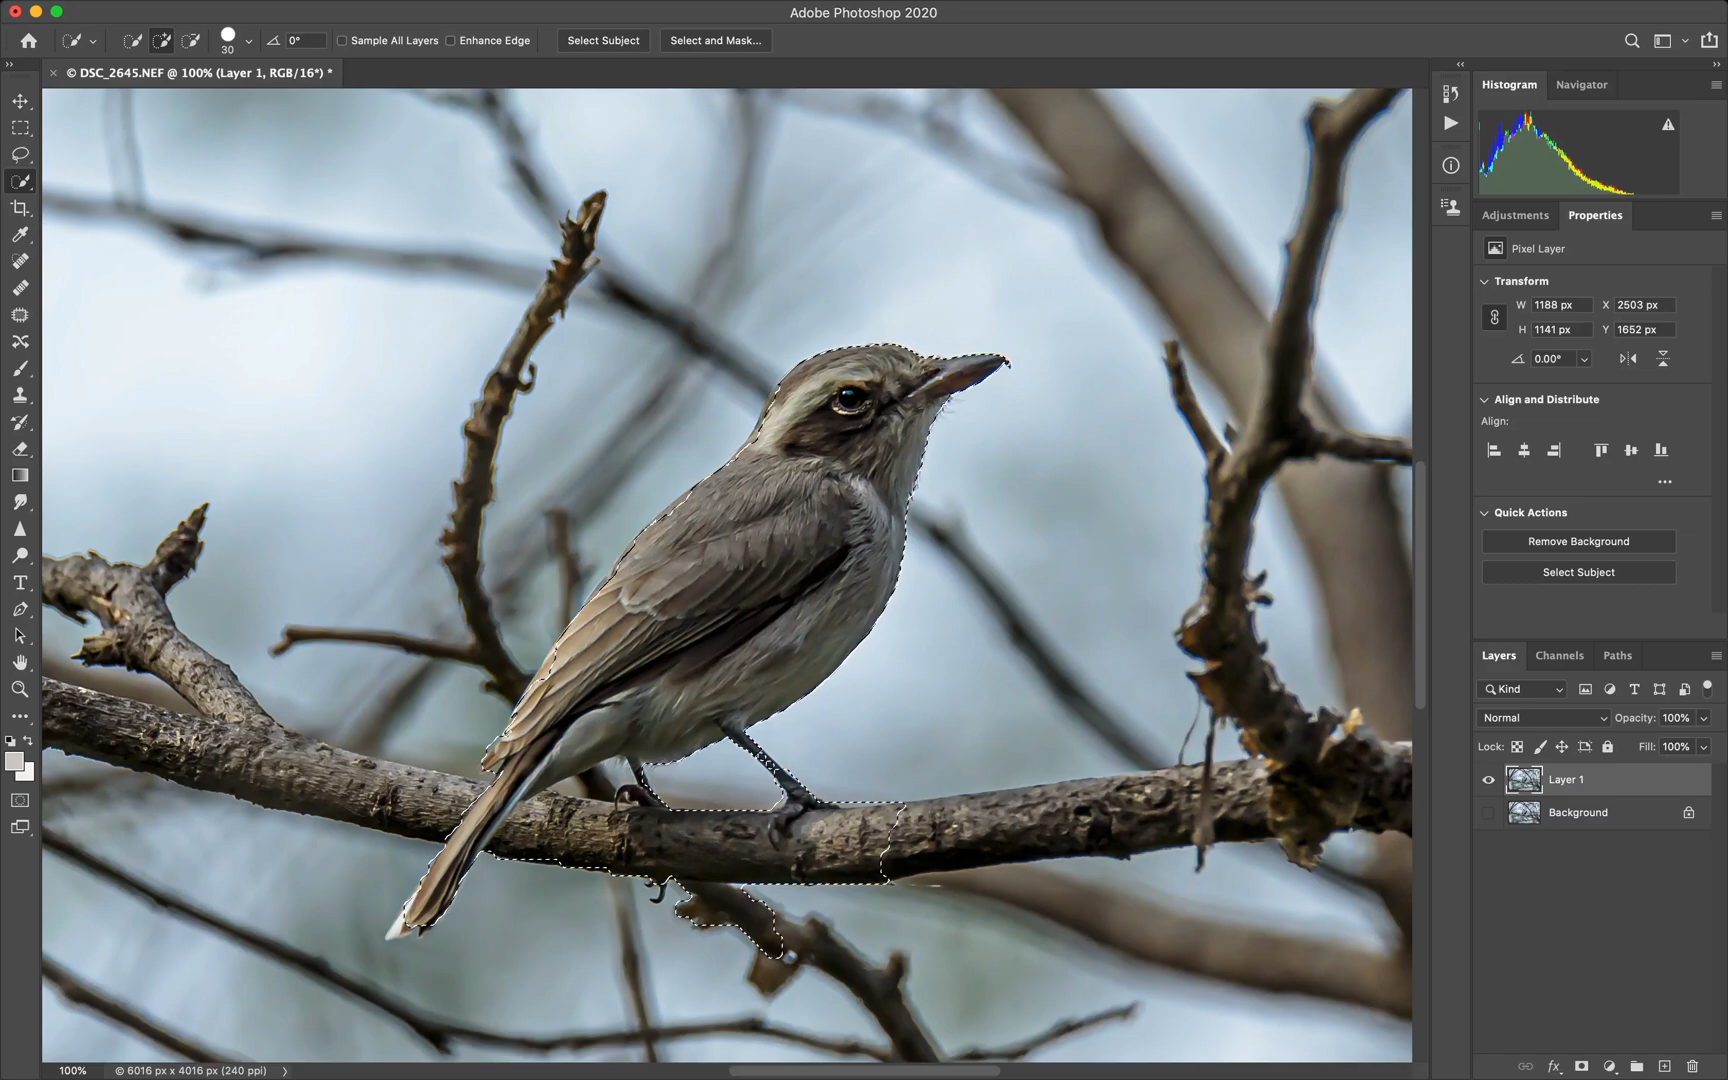 Adobe Photoshop 2020
30
0°
Sample All Layers
Enhance Edge
Select Subject
Select and Mask...
× © DSC_2645.NEF @ 100% (Layer 1, RGB/16*) *
Histogram
Navigator
Adjustments
Properties
Pixel Layer
Transform
W 1188 px X 2503 px
H 1141 px Y 1652 px
0.00°
Align and Distribute
Align:
Quick Actions
Remove Background
Select Subject
Layers Channels Paths
Kind
Normal Opacity: 100%
Lock: Fill: 100%
Layer 1
Background
100% © 6016 px x 4016 px (240 ppi)